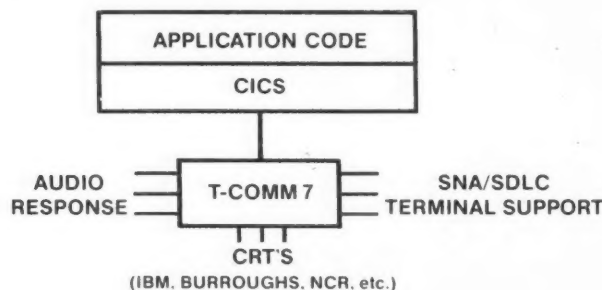 APPLICATION CODE
CICS
AUDIO
RESPONSE
T-COMM 7
SNA/SDLC
TERMINAL SUPPORT
CRT'S
(IBM, BURROUGHS, NCR, etc.)